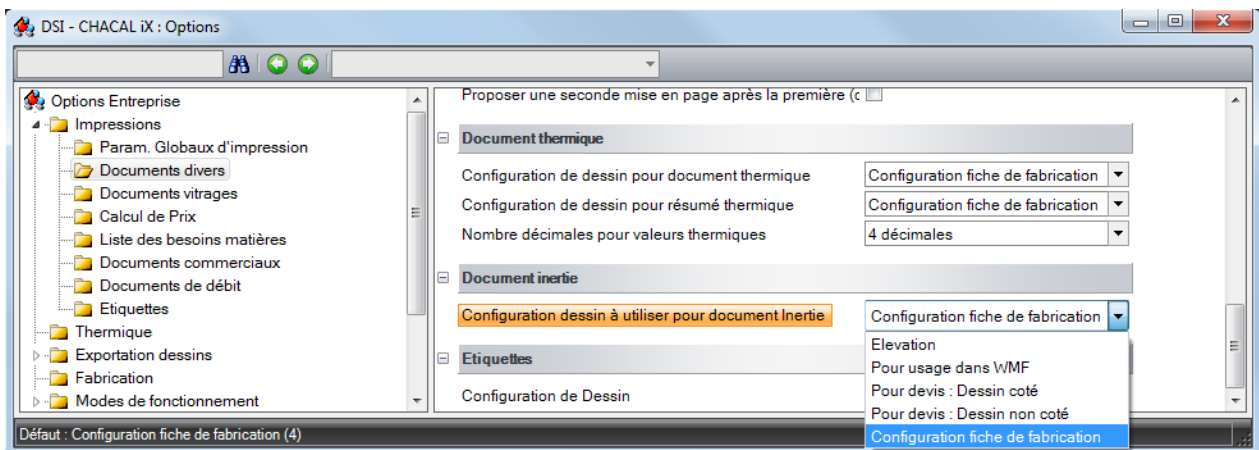 DSI - CHACAL iX : Options
Options Entreprise
Impressions
Param. Globaux d'impression
Documents divers
Documents vitrages
Calcul de Prix
Liste des besoins matières
Documents commerciaux
Documents de débit
Etiquettes
Thermique
Exportation dessins
Fabrication
Modes de fonctionnement
Proposer une seconde mise en page après la première (c
Document thermique
Configuration de dessin pour document thermique Configuration fiche de fabrication
Configuration de dessin pour résumé thermique Configuration fiche de fabrication
Nombre décimales pour valeurs thermiques 4 décimales
Document inertie
Configuration dessin à utiliser pour document Inertie Configuration fiche de fabrication
Elevation
Pour usage dans WMF
Pour devis : Dessin coté
Pour devis : Dessin non coté
Configuration fiche de fabrication
Etiquettes
Configuration de Dessin
Défaut : Configuration fiche de fabrication (4)